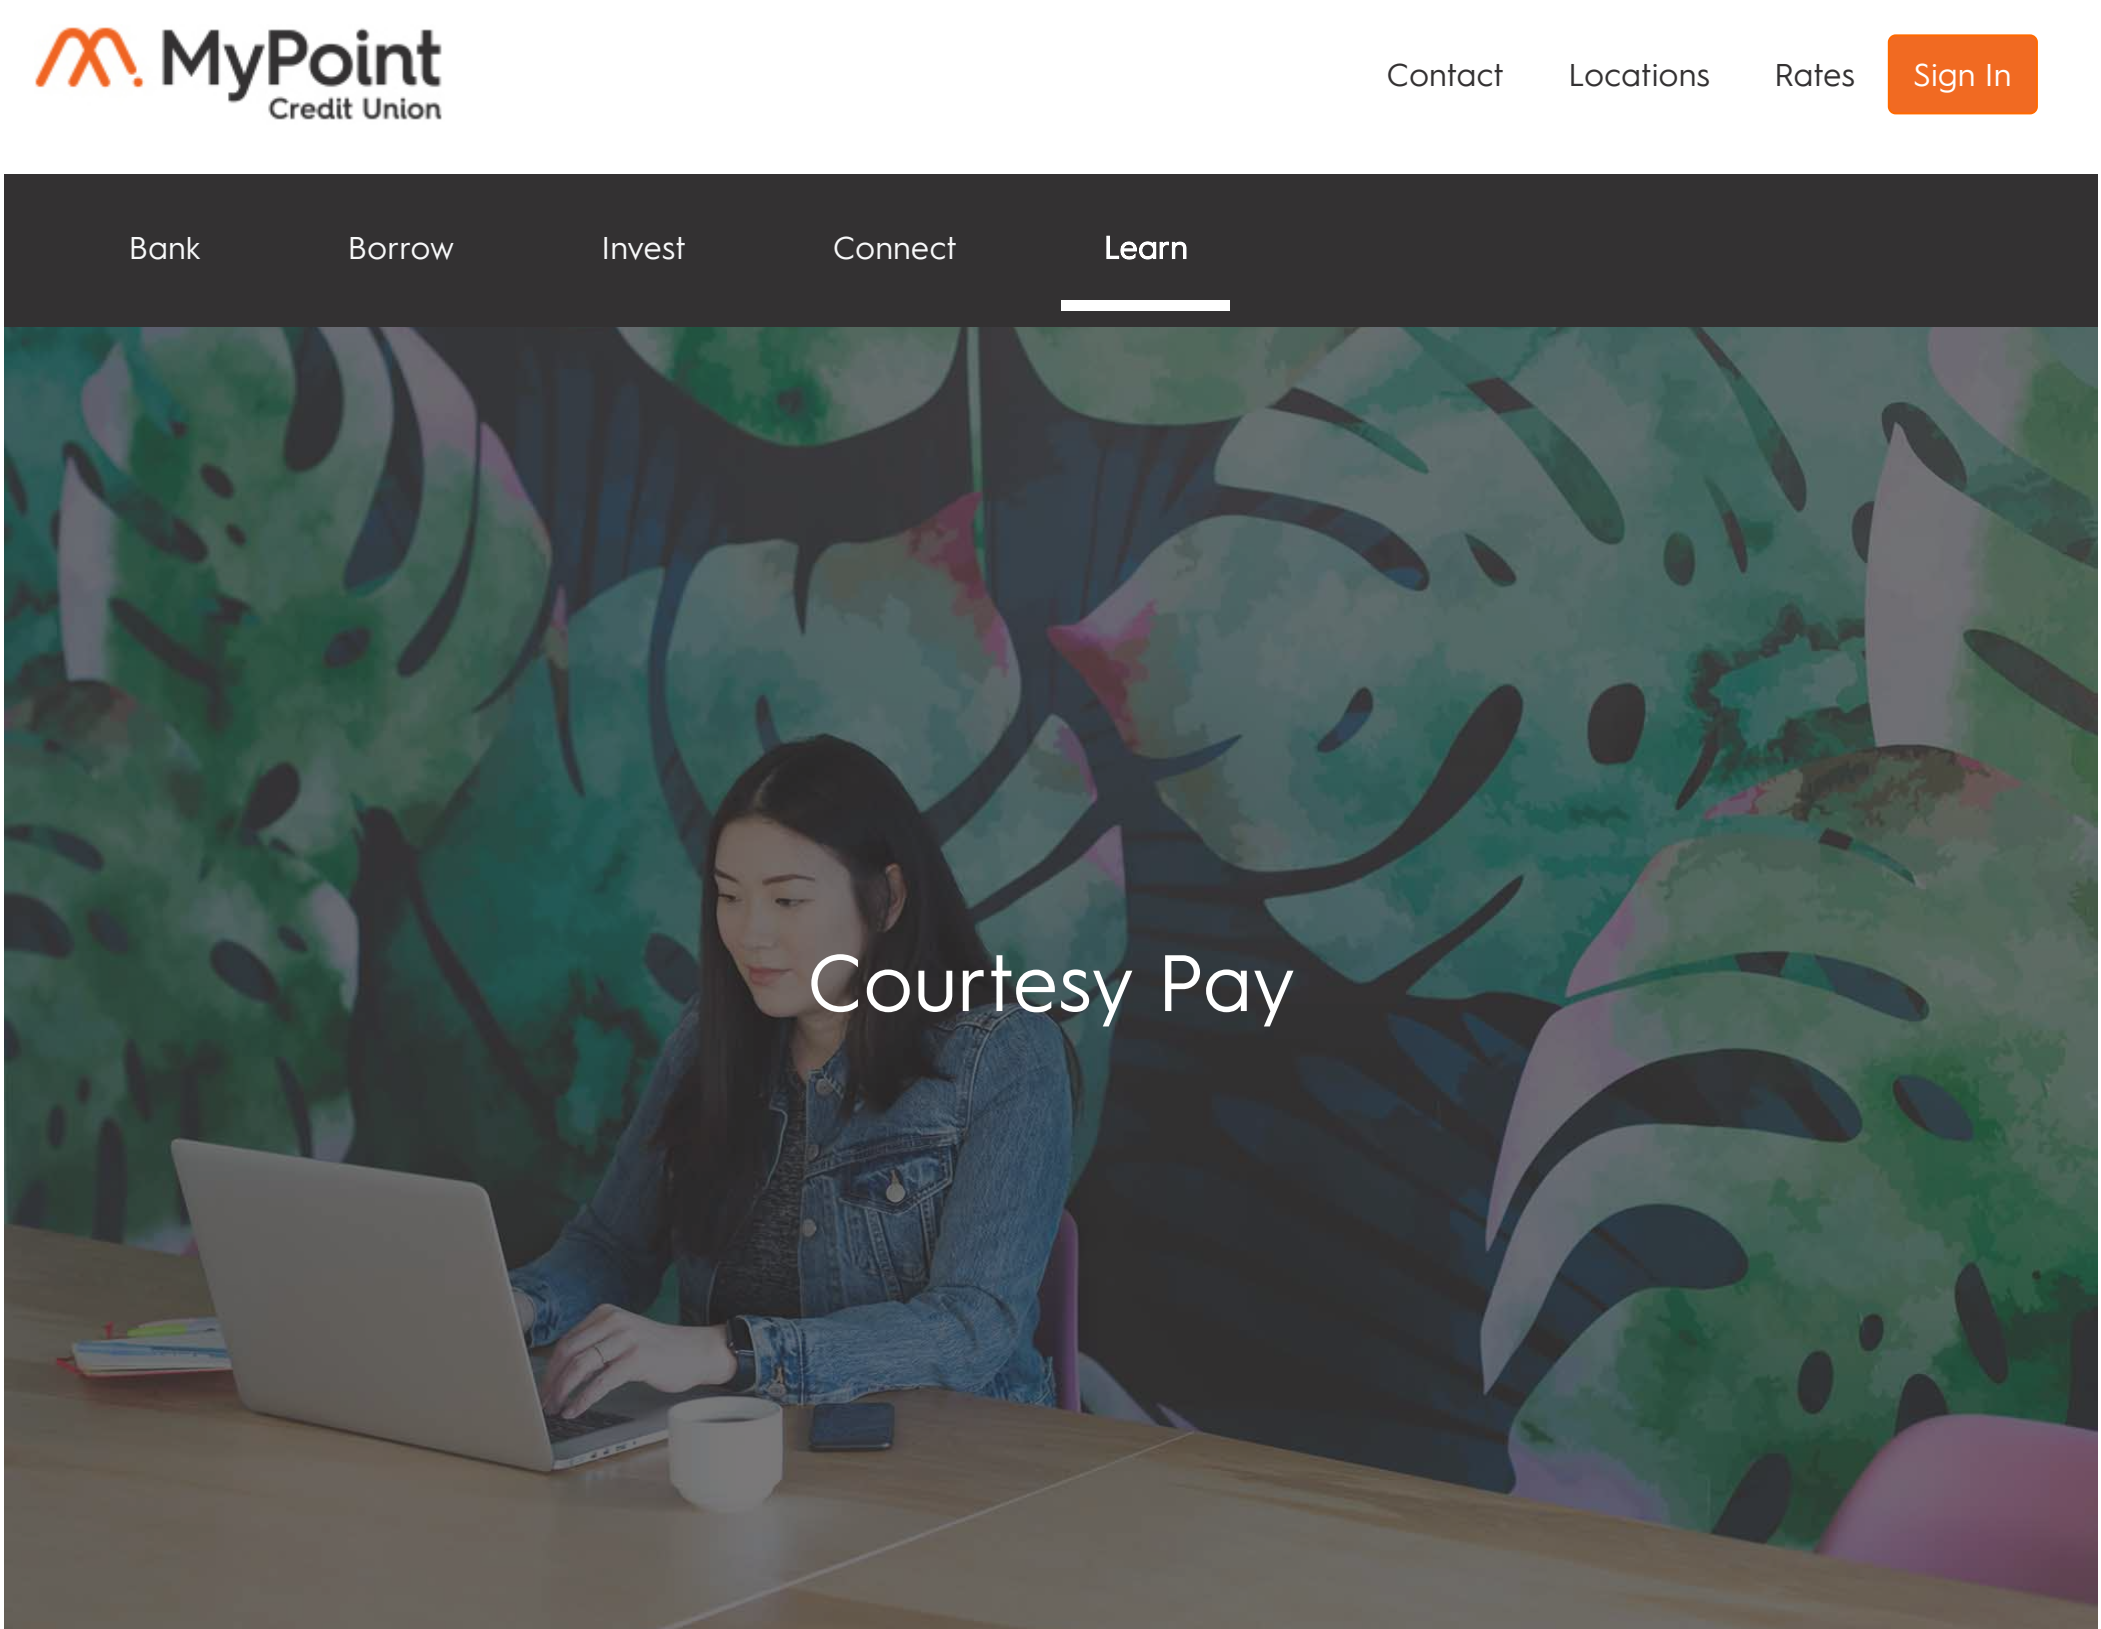 MyPoint
Credit Union
Contact
Locations
Rates
Sign In
Bank
Borrow
Invest
Connect
Learn
Courtesy Pay